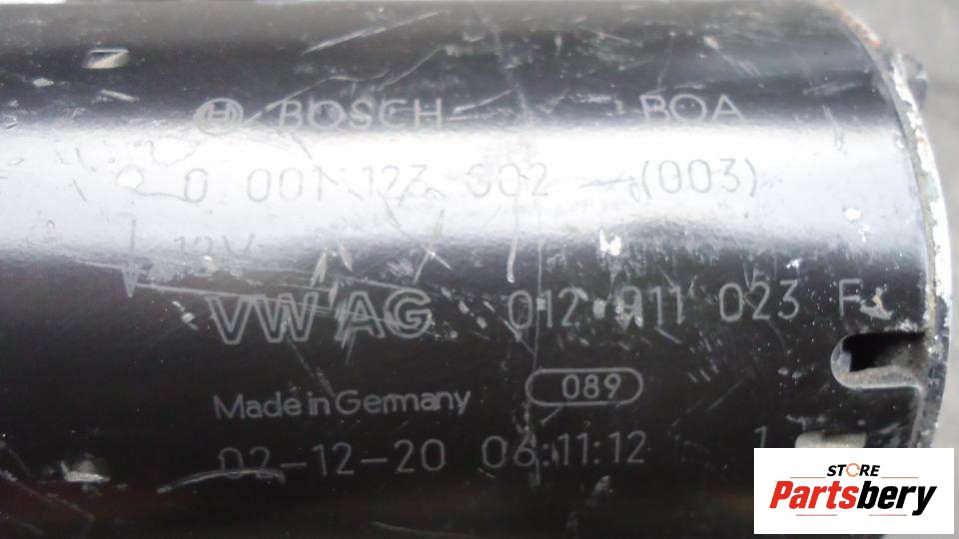 BOSCH BOA
0 001 123 002 (003)
12V
VW AG 012 911 023 F
Made in Germany 089
02-12-20 06:11:12 1
STORE
Partsbery